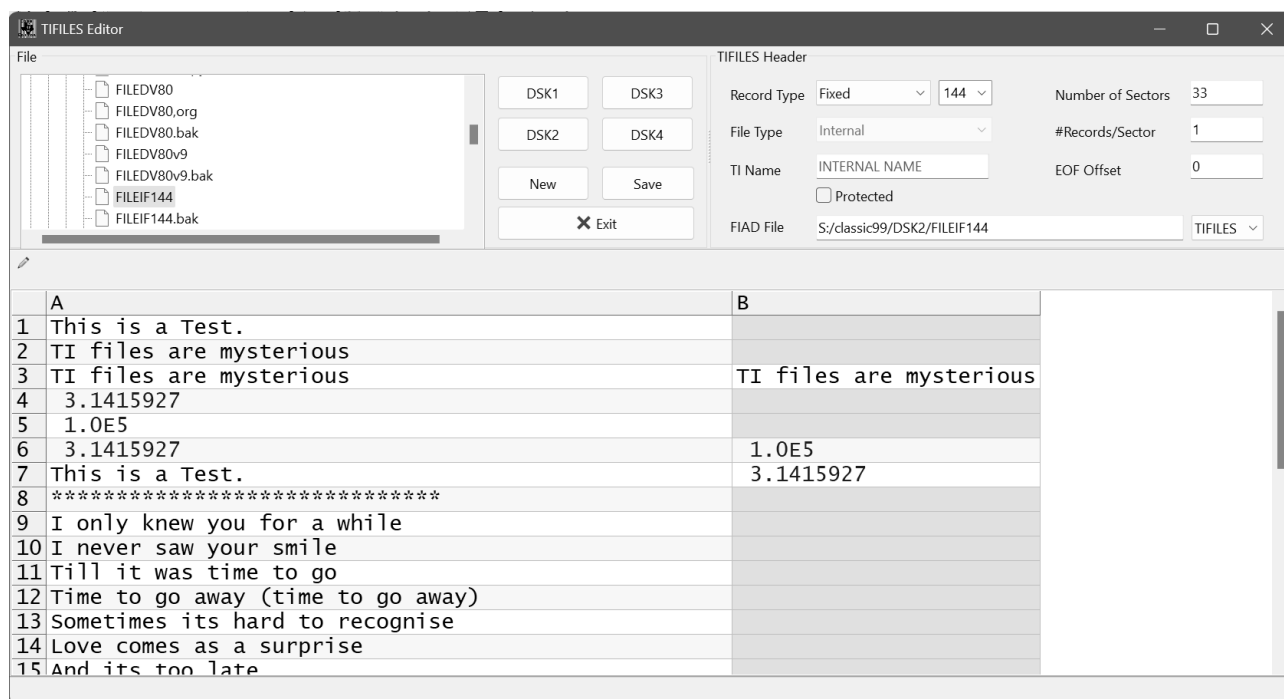 TIFILES Editor
File
FILEDV80
FILEDV80,org
FILEDV80.bak
FILEDV80v9
FILEDV80v9.bak
FILEIF144
FILEIF144.bak
DSK1 DSK3
DSK2 DSK4
New Save
Exit
TIFILES Header
Record Type Fixed 144 Number of Sectors 33
File Type Internal #Records/Sector 1
TI Name INTERNAL NAME EOF Offset 0
Protected
FIAD File S:/classic99/DSK2/FILEIF144 TIFILES
A B
1 This is a Test.
2 TI files are mysterious
3 TI files are mysterious TI files are mysterious
4 3.1415927
5 1.0E5
6 3.1415927 1.0E5
7 This is a Test. 3.1415927
8 ******************************
9 I only knew you for a while
10 I never saw your smile
11 Till it was time to go
12 Time to go away (time to go away)
13 Sometimes its hard to recognise
14 Love comes as a surprise
15 And its too late